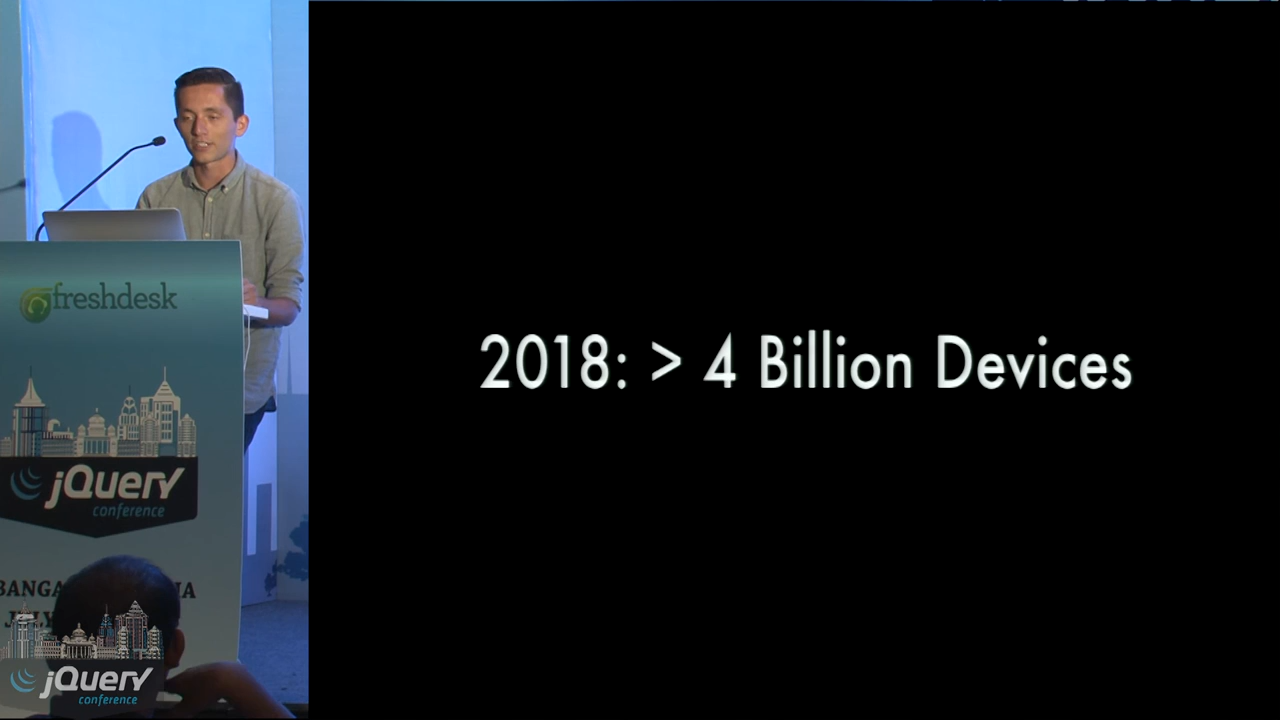 freshdesk
jQuery
conference
2018: > 4 Billion Devices
jQuery
conference